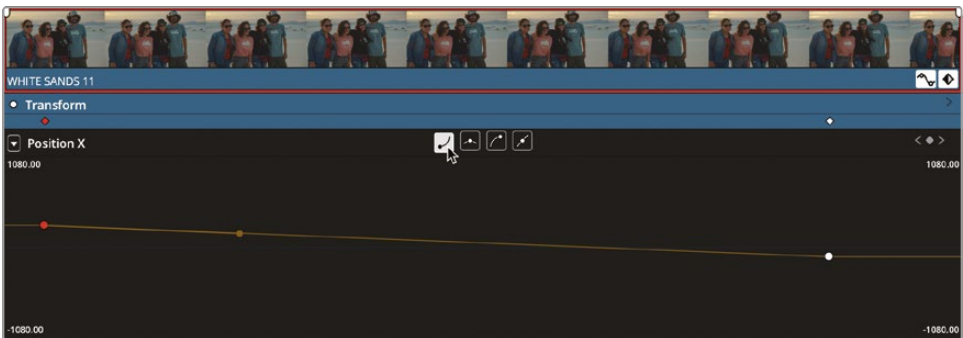 WHITE SANDS 11
Transform
Position X
1080.00 1080.00
-1080.00 -1080.00